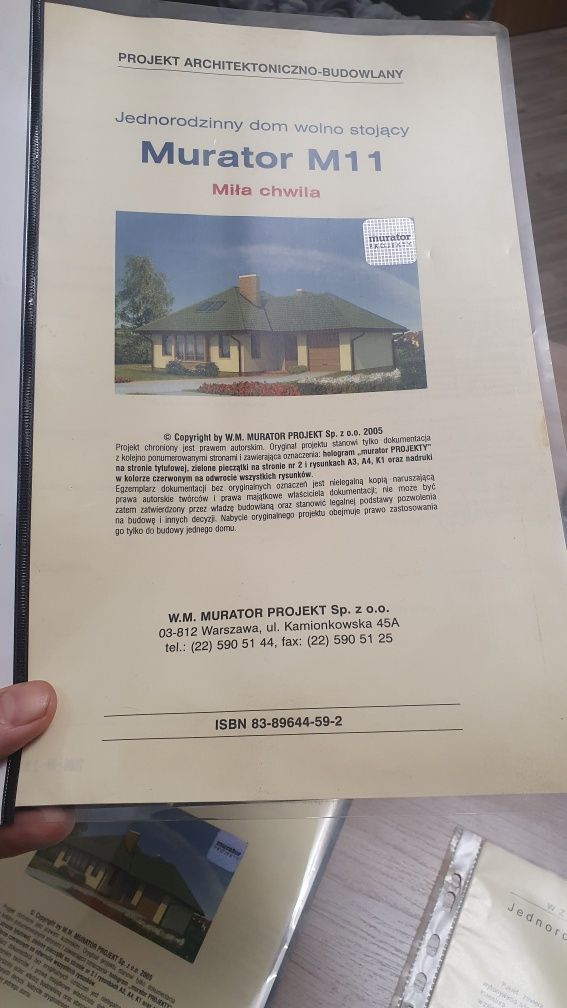 PROJEKT ARCHITEKTONICZNO-BUDOWLANY
Jednorodzinny dom wolno stojący
Murator M11
Miła chwila
murator
PROJEKTY
© Copyright by W.M. MURATOR PROJEKT Sp. z o.o. 2005
Projekt chroniony jest prawem autorskim. Oryginał projektu stanowi tylko dokumentacja
z kolejno ponumerowanymi stronami i zawierająca oznaczenia: hologram „murator PROJEKTY”
na stronie tytułowej, zielone pieczątki na stronie nr 2 i rysunkach A3, A4, K1 oraz nadruki
w kolorze czerwonym na odwrocie wszystkich rysunków.
Egzemplarz dokumentacji bez oryginalnych oznaczeń jest nielegalną kopią naruszającą
prawa autorskie twórców i prawa majątkowe właściciela dokumentacji; nie może być
zatem zatwierdzony przez władzę budowlaną oraz stanowić legalnej podstawy pozwolenia
na budowę i innych decyzji. Nabycie oryginalnego projektu obejmuje prawo zastosowania
go tylko do budowy jednego domu.
W.M. MURATOR PROJEKT Sp. z o.o.
03-812 Warszawa, ul. Kamionkowska 45A
tel.: (22) 590 51 44, fax: (22) 590 51 25
ISBN 83-89644-59-2
murator
© Copyright by W.M. MURATOR PROJEKT Sp. z o.o. 2005
Jednoro